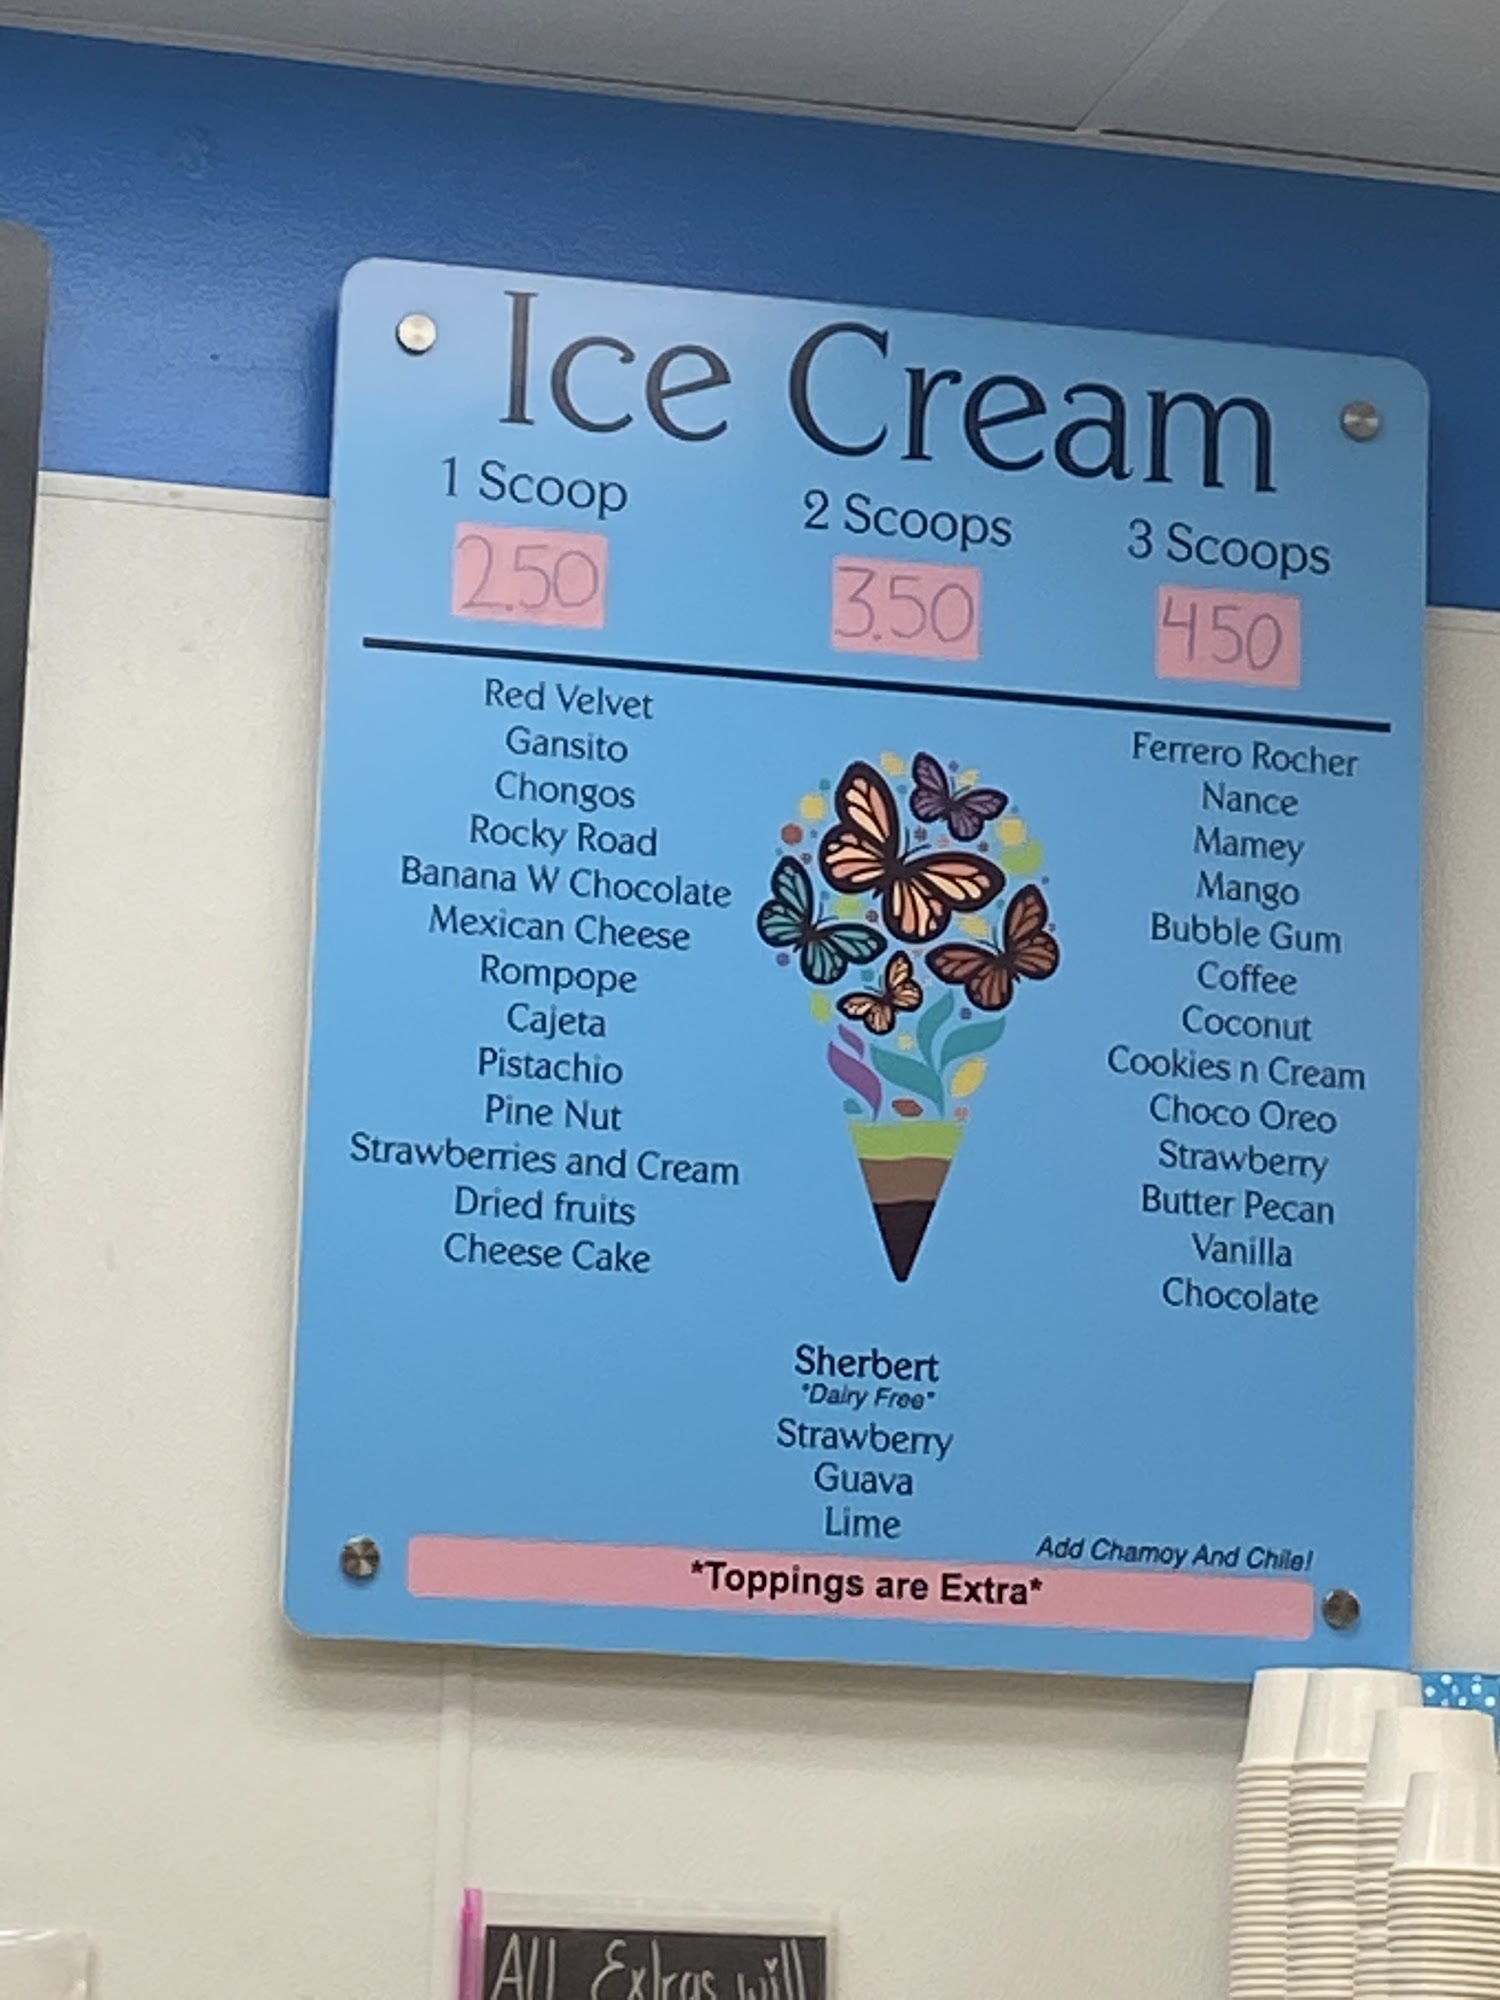 Ice Cream
1 Scoop
2.50
2 Scoops
3.50
3 Scoops
4.50
Red Velvet
Gansito
Chongos
Rocky Road
Banana W Chocolate
Mexican Cheese
Rompope
Cajeta
Pistachio
Pine Nut
Strawberries and Cream
Dried fruits
Cheese Cake
Ferrero Rocher
Nance
Mamey
Mango
Bubble Gum
Coffee
Coconut
Cookies n Cream
Choco Oreo
Strawberry
Butter Pecan
Vanilla
Chocolate
Sherbert
"Dairy Free"
Strawberry
Guava
Lime
Add Chamoy And Chile!
*Toppings are Extra*
All Extras will